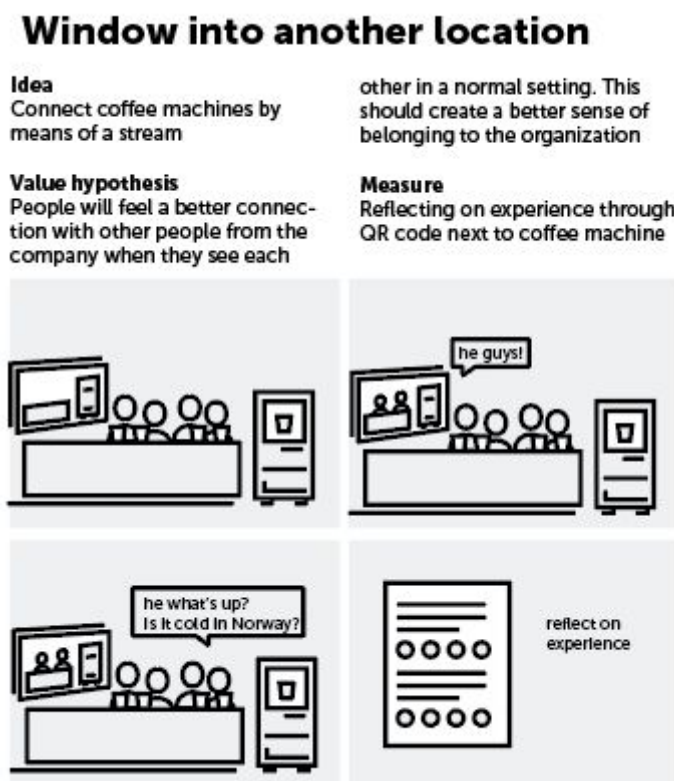 Window into another location
Idea
Connect coffee machines by
means of a stream
Value hypothesis
People will feel a better connec-
tion with other people from the
company when they see each
other in a normal setting. This
should create a better sense of
belonging to the organization
Measure
Reflecting on experience through
QR code next to coffee machine
he guys!
he what's up?
Is it cold in Norway?
reflect on
experience